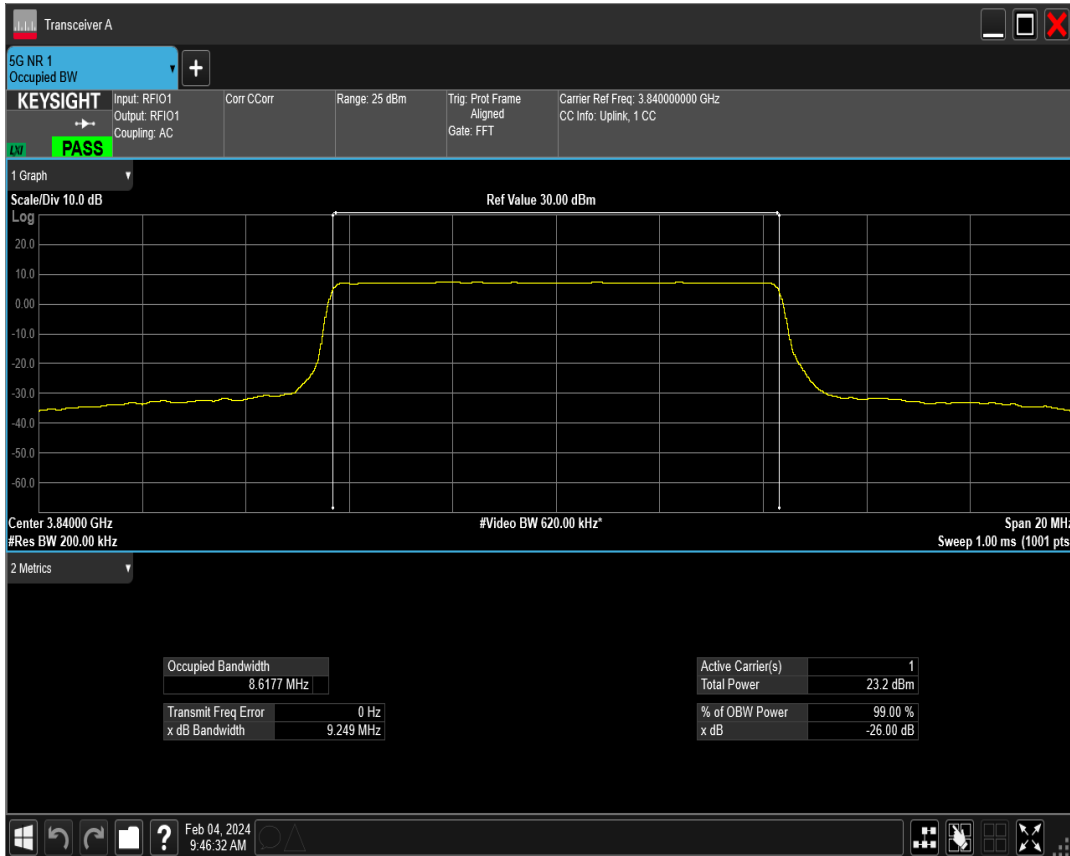 Transceiver A
5G NR 1
Occupied BW
KEYSIGHT
Input: RFIO1
Output: RFIO1
Coupling: AC
Corr CCorr
Range: 25 dBm
Trig: Prot Frame
Aligned
Gate: FFT
Carrier Ref Freq: 3.840000000 GHz
CC Info: Uplink, 1 CC
LXI
PASS
1 Graph
Scale/Div 10.0 dB
Ref Value 30.00 dBm
Log
20.0
10.0
0.00
-10.0
-20.0
-30.0
-40.0
-50.0
-60.0
Center 3.84000 GHz
#Video BW 620.00 kHz*
Span 20 MHz
#Res BW 200.00 kHz
Sweep 1.00 ms (1001 pts
2 Metrics
Occupied Bandwidth
8.6177 MHz
Transmit Freq Error 0 Hz
x dB Bandwidth 9.249 MHz
Active Carrier(s) 1
Total Power 23.2 dBm
% of OBW Power 99.00 %
x dB -26.00 dB
?
Feb 04, 2024
9:46:32 AM